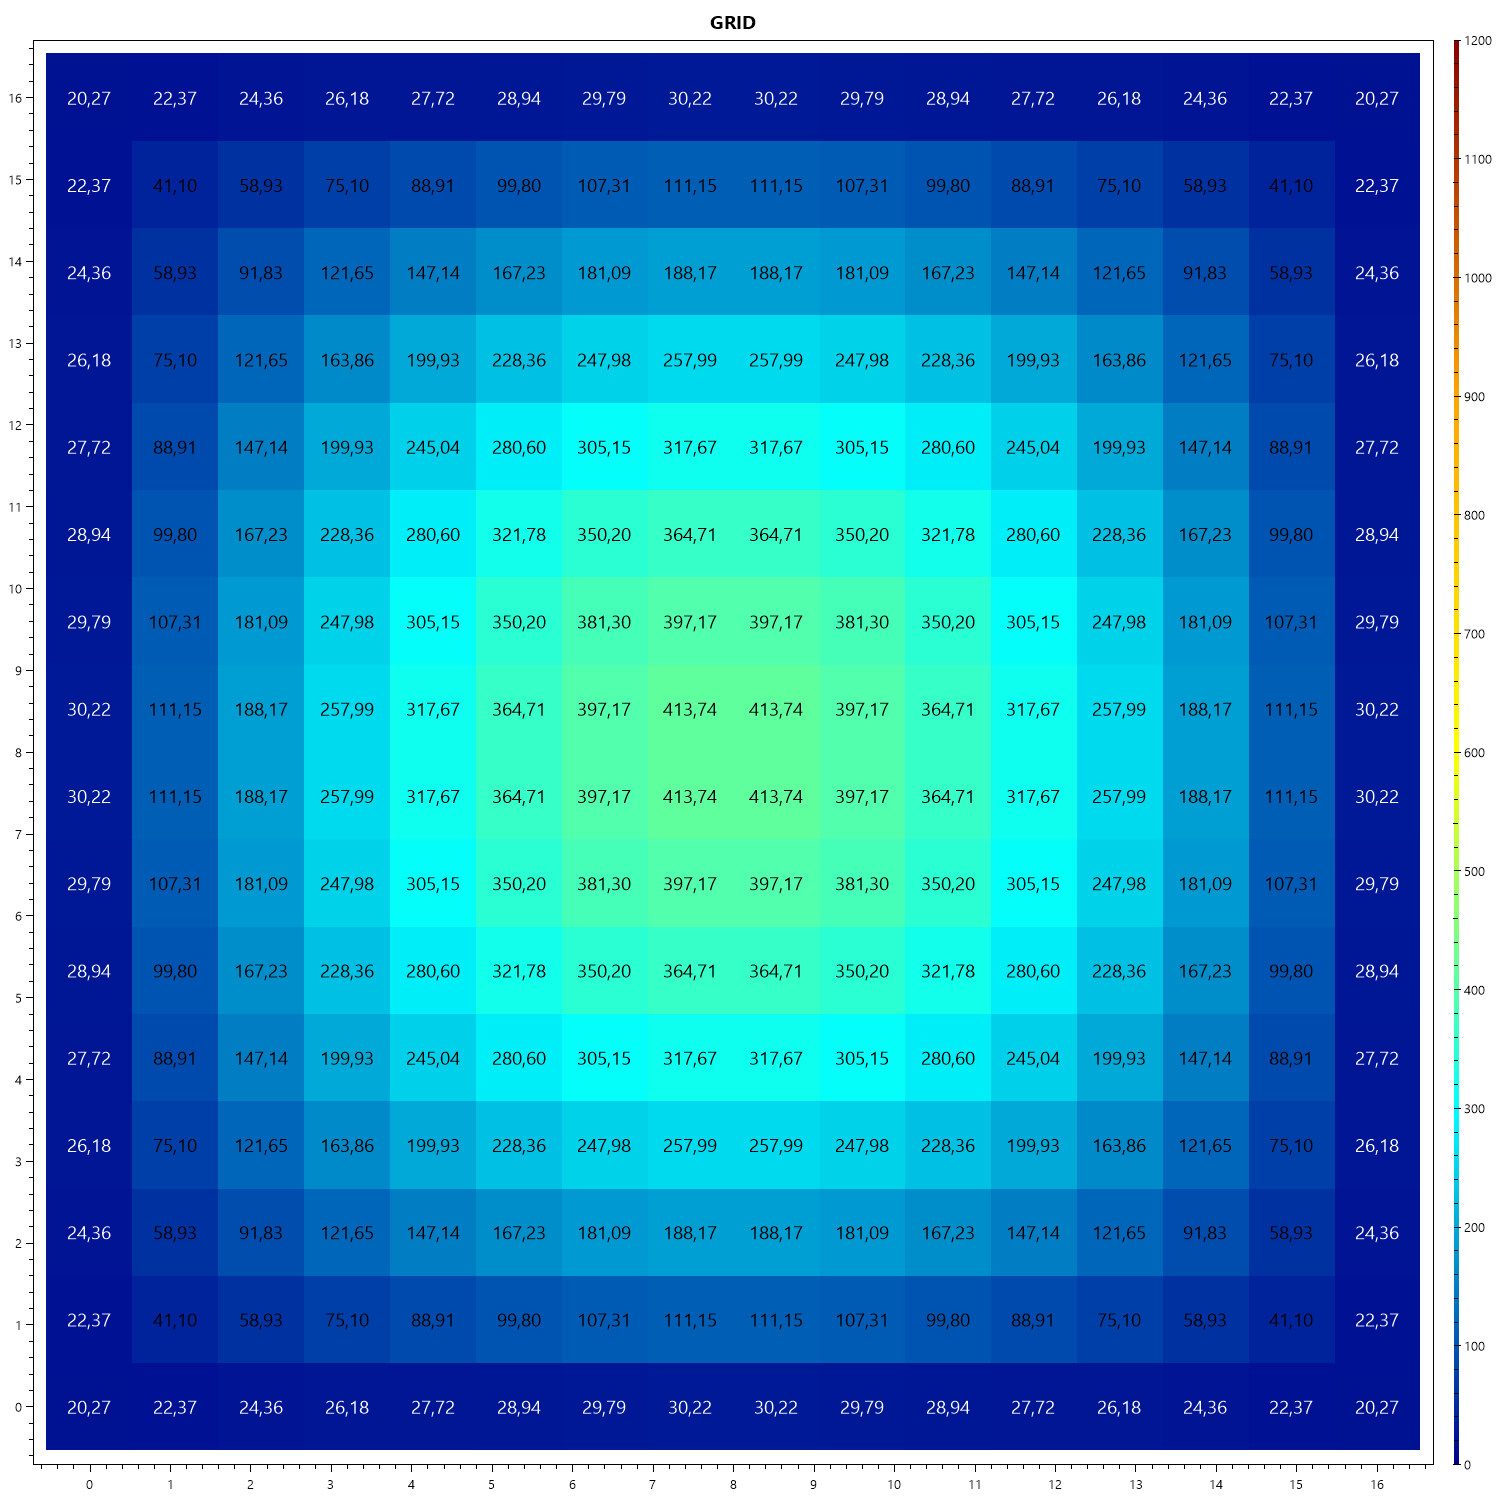 GRID
16 20,27 22,37 24,36 26,18 27,72 28,94 29,79 30,22 30,22 29,79 28,94 27,72 26,18 24,36 22,37 20,27 1200
1100
15 22,37 41,10 58,93 75,10 88,91 99,80 107,31 111,15 111,15 107,31 99,80 88,91 75,10 58,93 41,10 22,37
14 24,36 58,93 91,83 121,65 147,14 167,23 181,09 188,17 188,17 181,09 167,23 147,14 121,65 91,83 58,93 24,36 1000
13 26,18 75,10 121,65 163,86 199,93 228,36 247,98 257,99 257,99 247,98 228,36 199,93 163,86 121,65 75,10 26,18
900
12 27,72 88,91 147,14 199,93 245,04 280,60 305,15 317,67 317,67 305,15 280,60 245,04 199,93 147,14 88,91 27,72
11 28,94 99,80 167,23 228,36 280,60 321,78 350,20 364,71 364,71 350,20 321,78 280,60 228,36 167,23 99,80 28,94 800
10 29,79 107,31 181,09 247,98 305,15 350,20 381,30 397,17 397,17 381,30 350,20 305,15 247,98 181,09 107,31 29,79 700
9 30,22 111,15 188,17 257,99 317,67 364,71 397,17 413,74 413,74 397,17 364,71 317,67 257,99 188,17 111,15 30,22
8 600
7 30,22 111,15 188,17 257,99 317,67 364,71 397,17 413,74 413,74 397,17 364,71 317,67 257,99 188,17 111,15 30,22
6 29,79 107,31 181,09 247,98 305,15 350,20 381,30 397,17 397,17 381,30 350,20 305,15 247,98 181,09 107,31 29,79 500
5 28,94 99,80 167,23 228,36 280,60 321,78 350,20 364,71 364,71 350,20 321,78 280,60 228,36 167,23 99,80 28,94 400
4 27,72 88,91 147,14 199,93 245,04 280,60 305,15 317,67 317,67 305,15 280,60 245,04 199,93 147,14 88,91 27,72
300
3 26,18 75,10 121,65 163,86 199,93 228,36 247,98 257,99 257,99 247,98 228,36 199,93 163,86 121,65 75,10 26,18
2 24,36 58,93 91,83 121,65 147,14 167,23 181,09 188,17 188,17 181,09 167,23 147,14 121,65 91,83 58,93 24,36 200
1 22,37 41,10 58,93 75,10 88,91 99,80 107,31 111,15 111,15 107,31 99,80 88,91 75,10 58,93 41,10 22,37 100
0 20,27 22,37 24,36 26,18 27,72 28,94 29,79 30,22 30,22 29,79 28,94 27,72 26,18 24,36 22,37 20,27
0
0 1 2 3 4 5 6 7 8 9 10 11 12 13 14 15 16